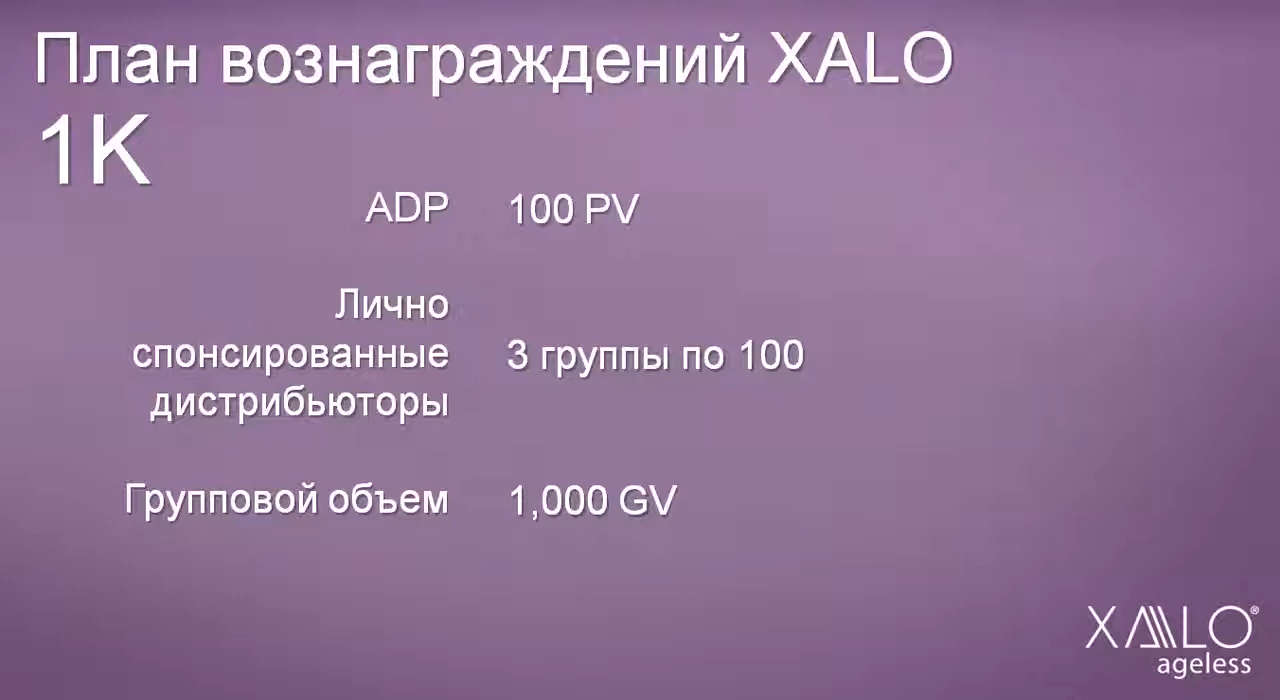 План вознаграждений XALO
1K
ADP 100 PV
Лично
спонсированные 3 группы по 100
дистрибьюторы
Групповой объем 1,000 GV
XALO®
ageless